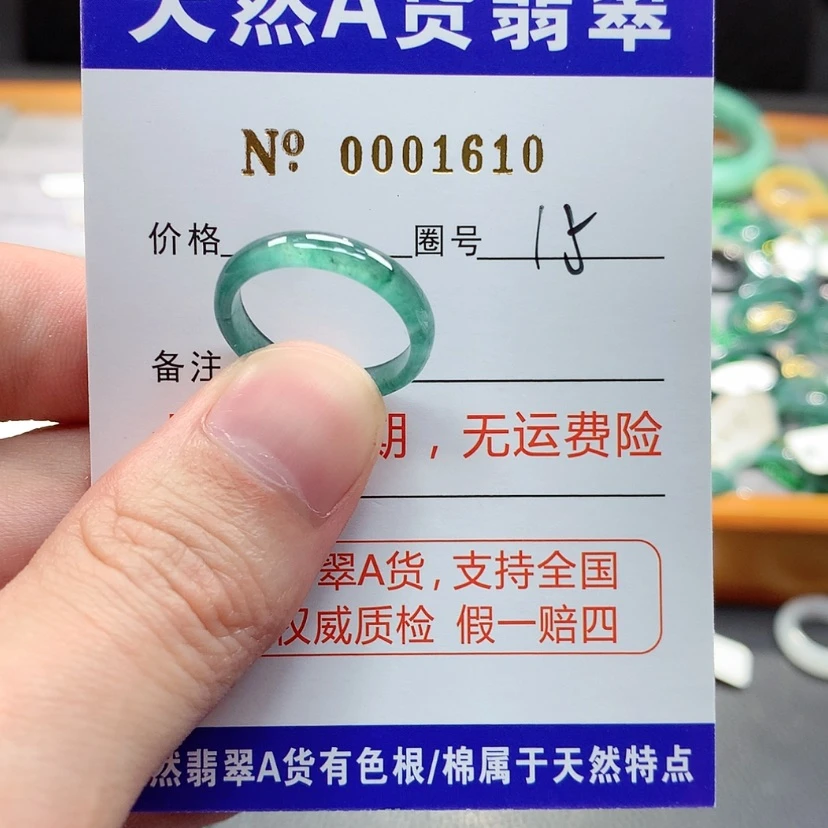 天然A货翡翠
Nº 0001610
价格 圈号 15
备注
期，无运费险
翠A货，支持全国
权威质检 假一赔四
然翡翠A货有色根/棉属于天然特点